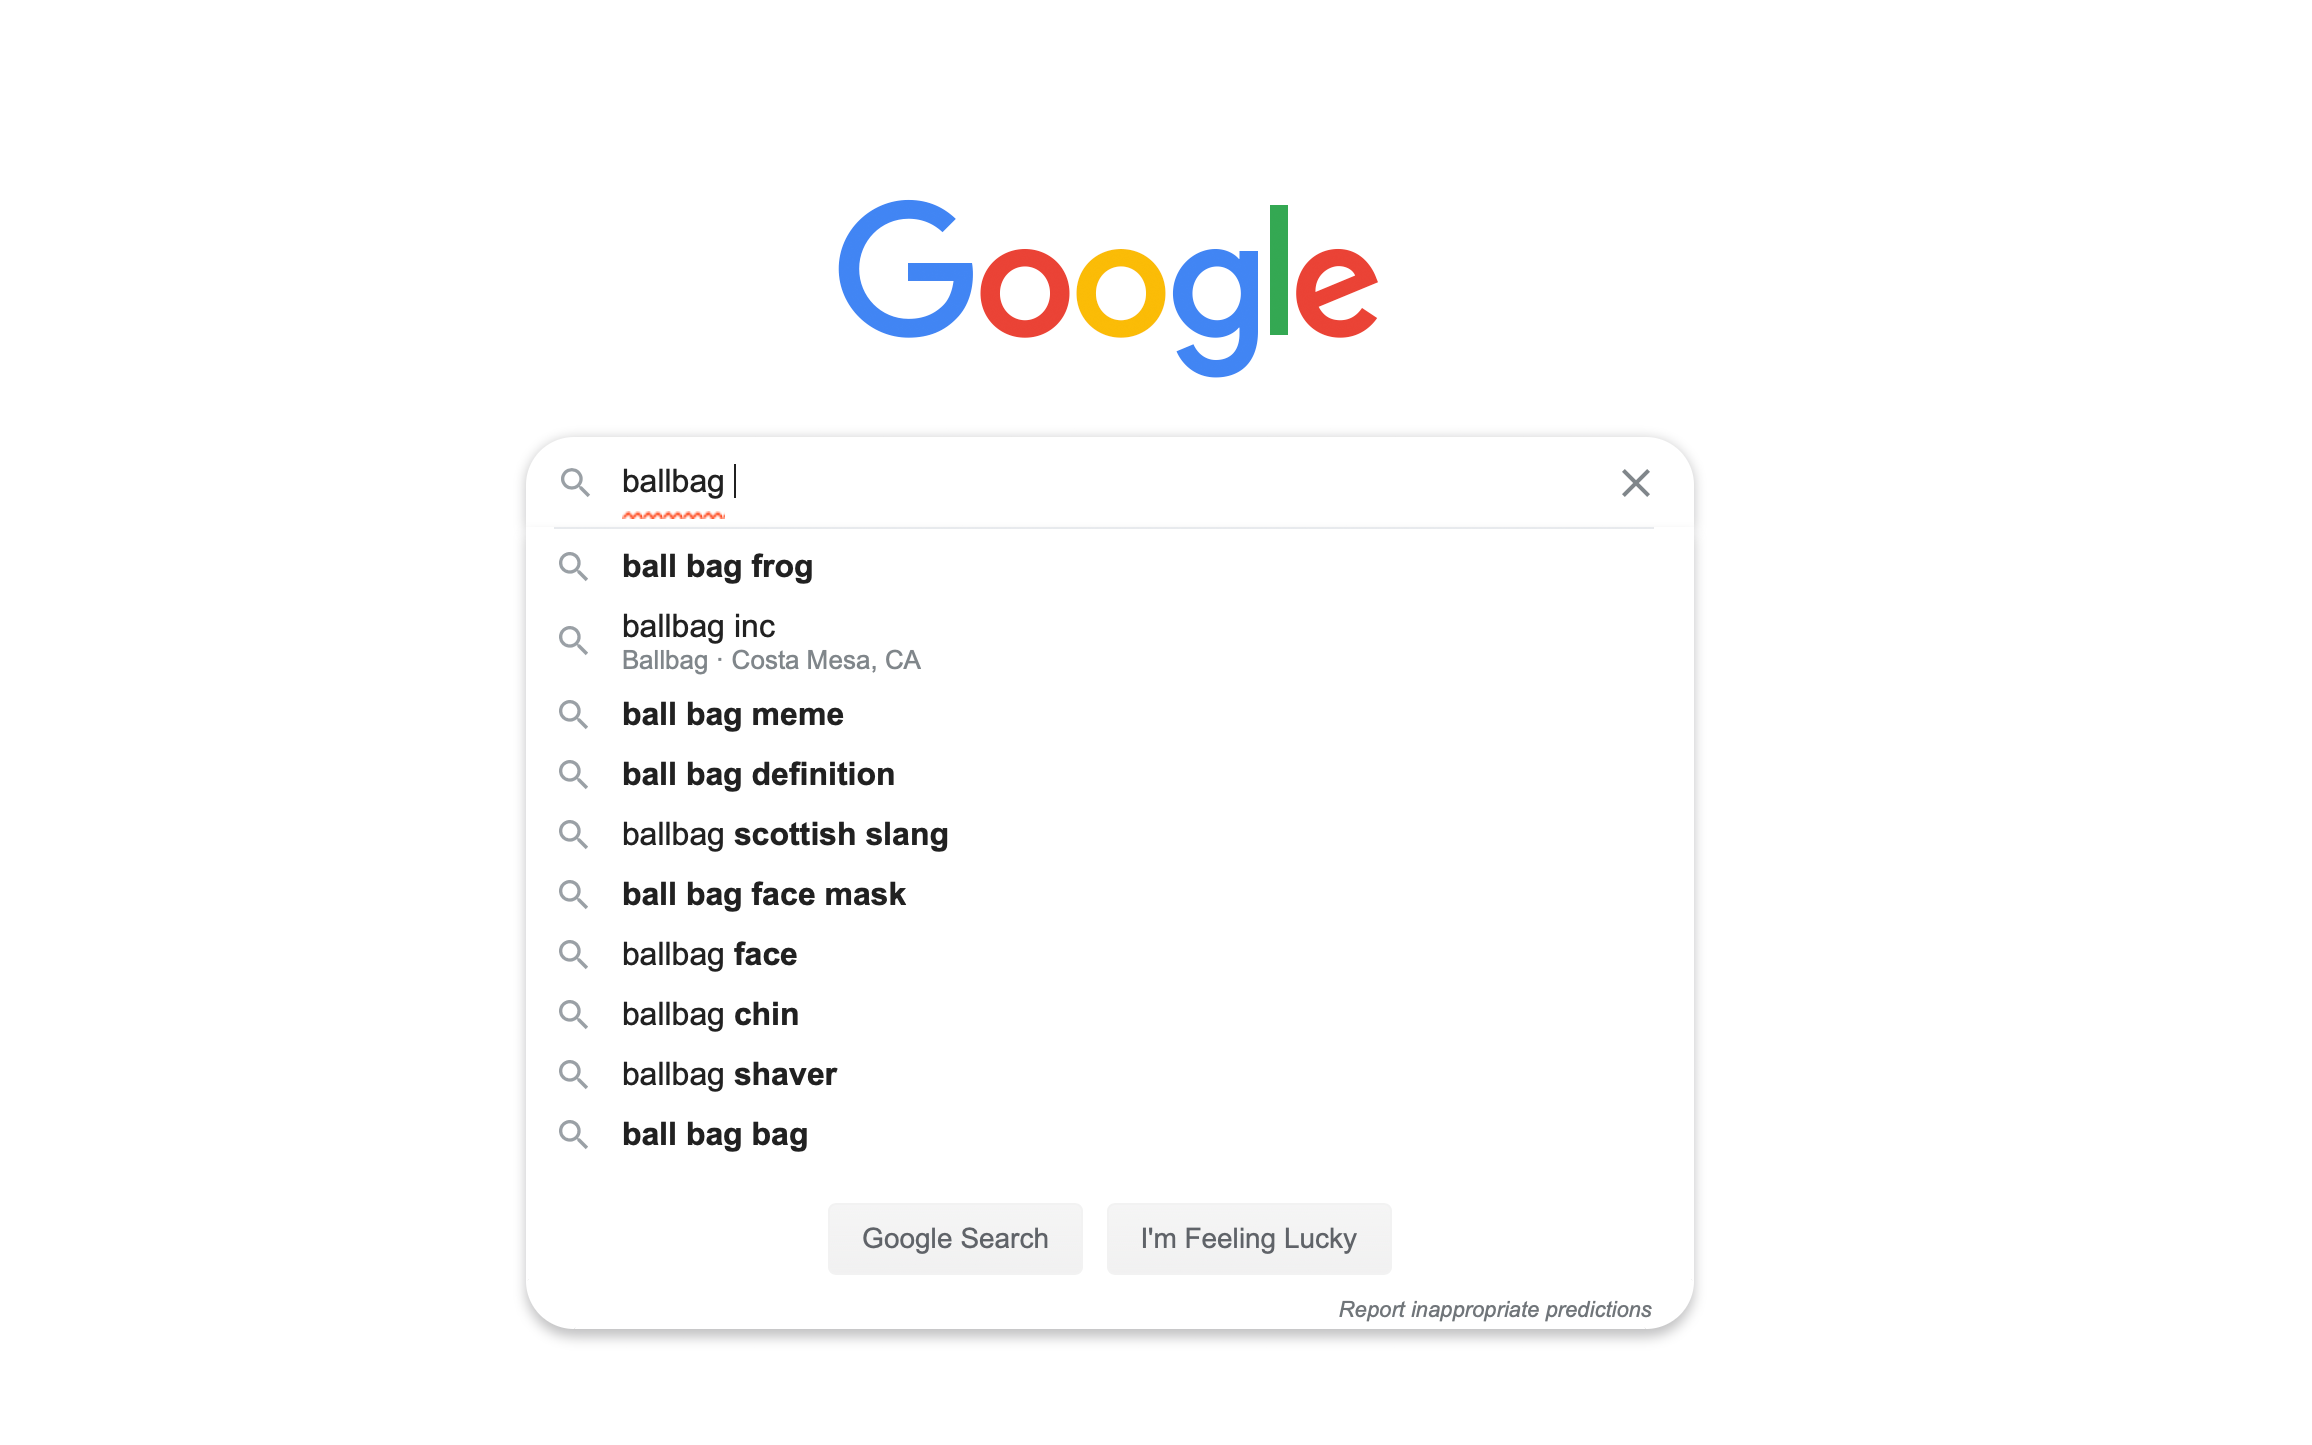 Google
ballbag
ball bag frog
ballbag inc
Ballbag · Costa Mesa, CA
ball bag meme
ball bag definition
ballbag scottish slang
ball bag face mask
ballbag face
ballbag chin
ballbag shaver
ball bag bag
Google Search
I'm Feeling Lucky
Report inappropriate predictions